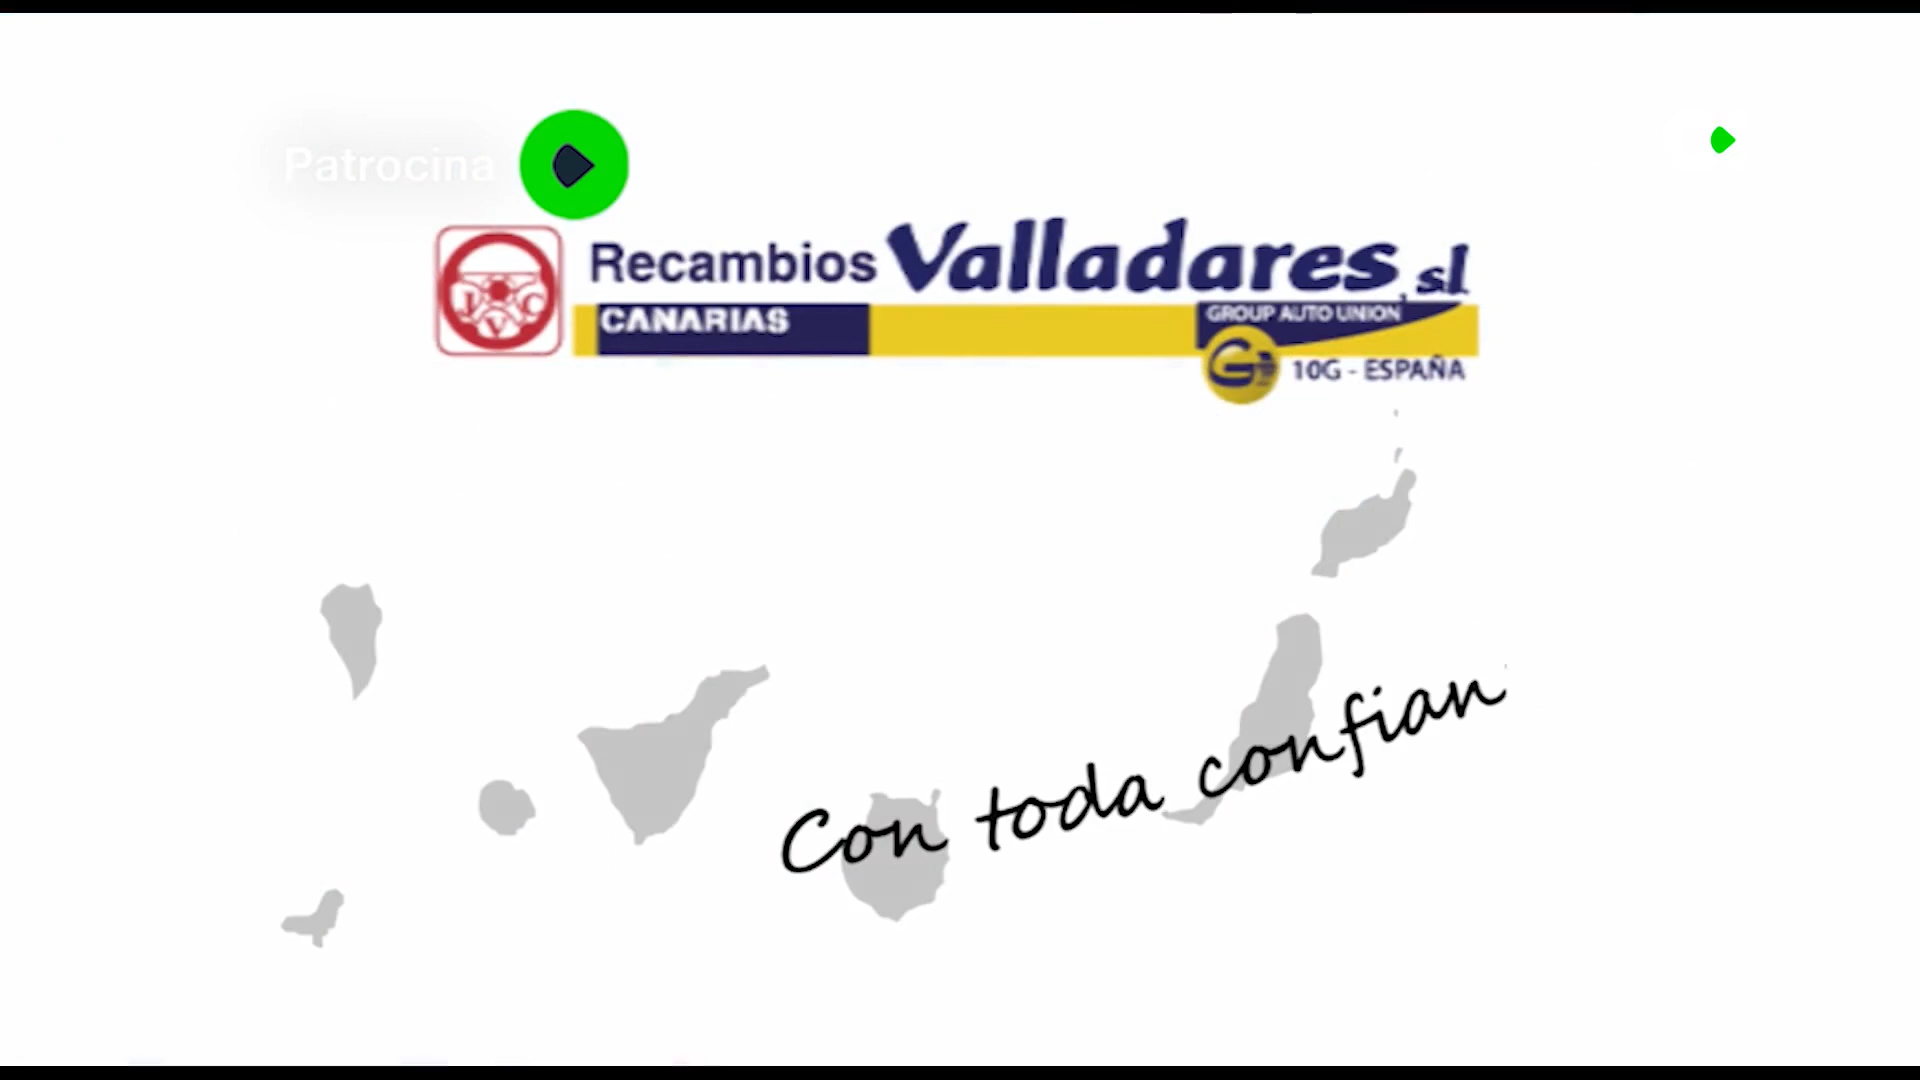 Patrocina
Recambios Valladares, sl
CANARIAS
GROUP AUTO UNION
10G - ESPAÑA
J V C
Con toda confian